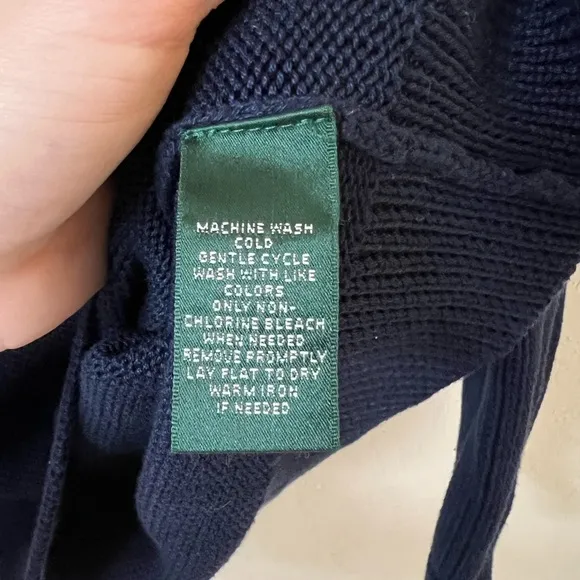 MACHINE WASH
COLD
GENTLE CYCLE
WASH WITH LIKE
COLORS
ONLY NON-
CHLORINE BLEACH
WHEN NEEDED
REMOVE PROMPTLY
LAY FLAT TO DRY
WARM IRON
IF NEEDED